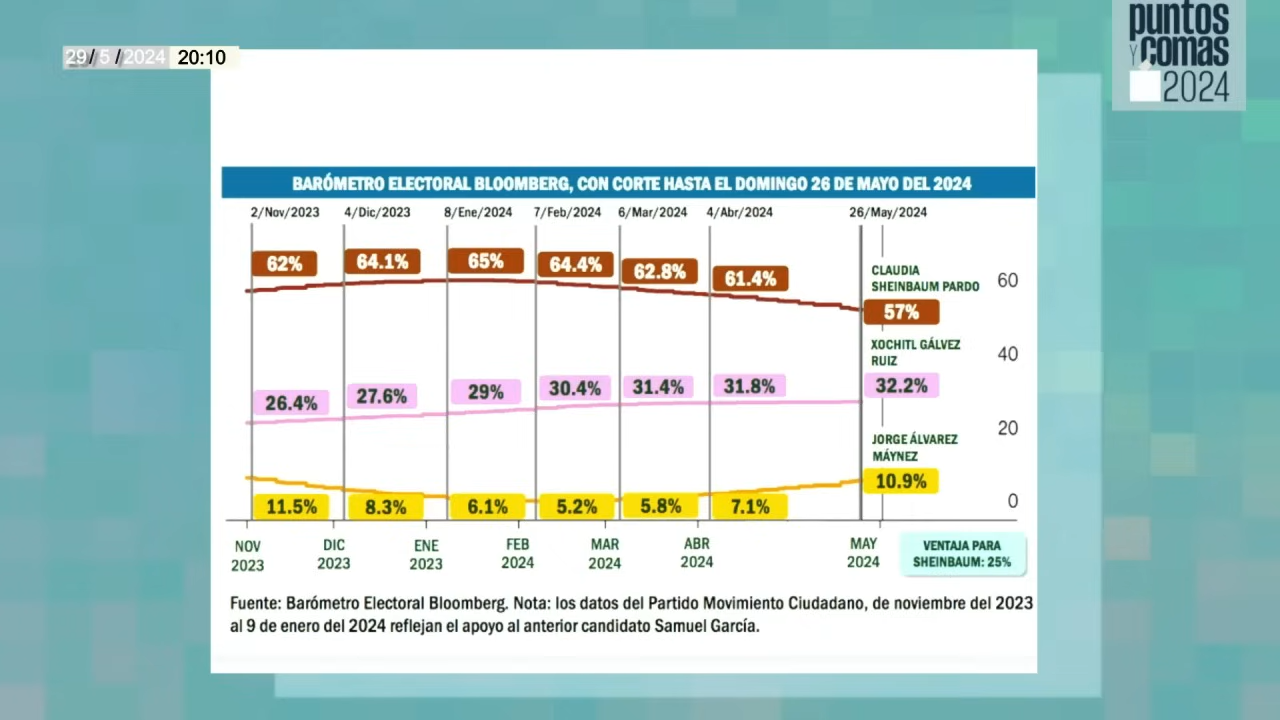 29/5/2024 20:10
puntos
y comas
2024
BARÓMETRO ELECTORAL BLOOMBERG, CON CORTE HASTA EL DOMINGO 26 DE MAYO DEL 2024
2/Nov/2023 4/Dic/2023 8/Ene/2024 7/Feb/2024 6/Mar/2024 4/Abr/2024 26/May/2024
62% 64.1% 65% 64.4% 62.8% 61.4%
CLAUDIA
SHEINBAUM PARDO
57%
60
XOCHITL GÁLVEZ
RUIZ
40
26.4% 27.6% 29% 30.4% 31.4% 31.8% 32.2%
20
JORGE ÁLVAREZ
MÁYNEZ
11.5% 8.3% 6.1% 5.2% 5.8% 7.1% 10.9%
0
NOV DIC ENE FEB MAR ABR MAY
2023 2023 2023 2024 2024 2024 2024
VENTAJA PARA
SHEINBAUM: 25%
Fuente: Barómetro Electoral Bloomberg. Nota: los datos del Partido Movimiento Ciudadano, de noviembre del 2023
al 9 de enero del 2024 reflejan el apoyo al anterior candidato Samuel García.